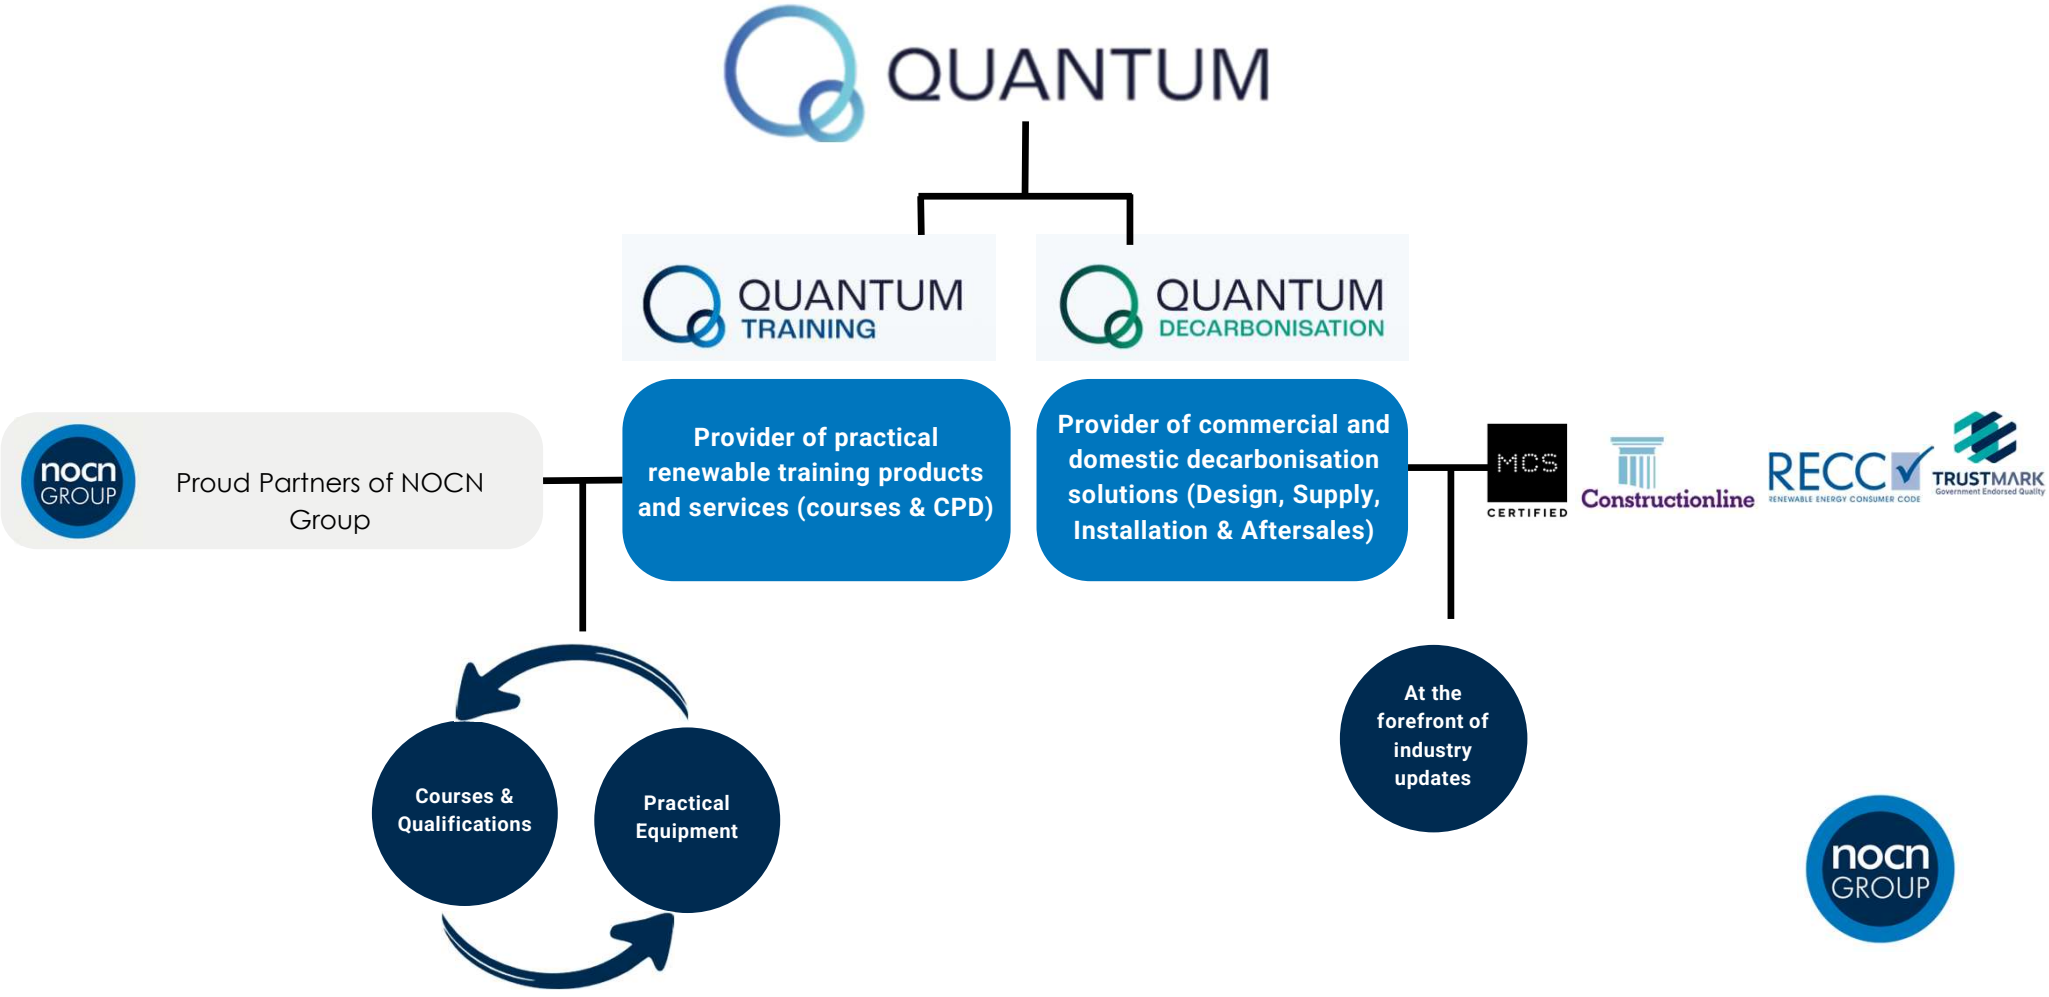 QUANTUM
QUANTUM
TRAINING
QUANTUM
DECARBONISATION
nocn
GROUP
Proud Partners of NOCN
Group
Provider of practical
renewable training products
and services (courses & CPD)
Provider of commercial and
domestic decarbonisation
solutions (Design, Supply,
Installation & Aftersales)
MCS
CERTIFIED
Constructionline
RECC
RENEWABLE ENERGY CONSUMER CODE
TRUSTMARK
Government Endorsed Quality
Courses &
Qualifications
Practical
Equipment
At the
forefront of
industry
updates
nocn
GROUP